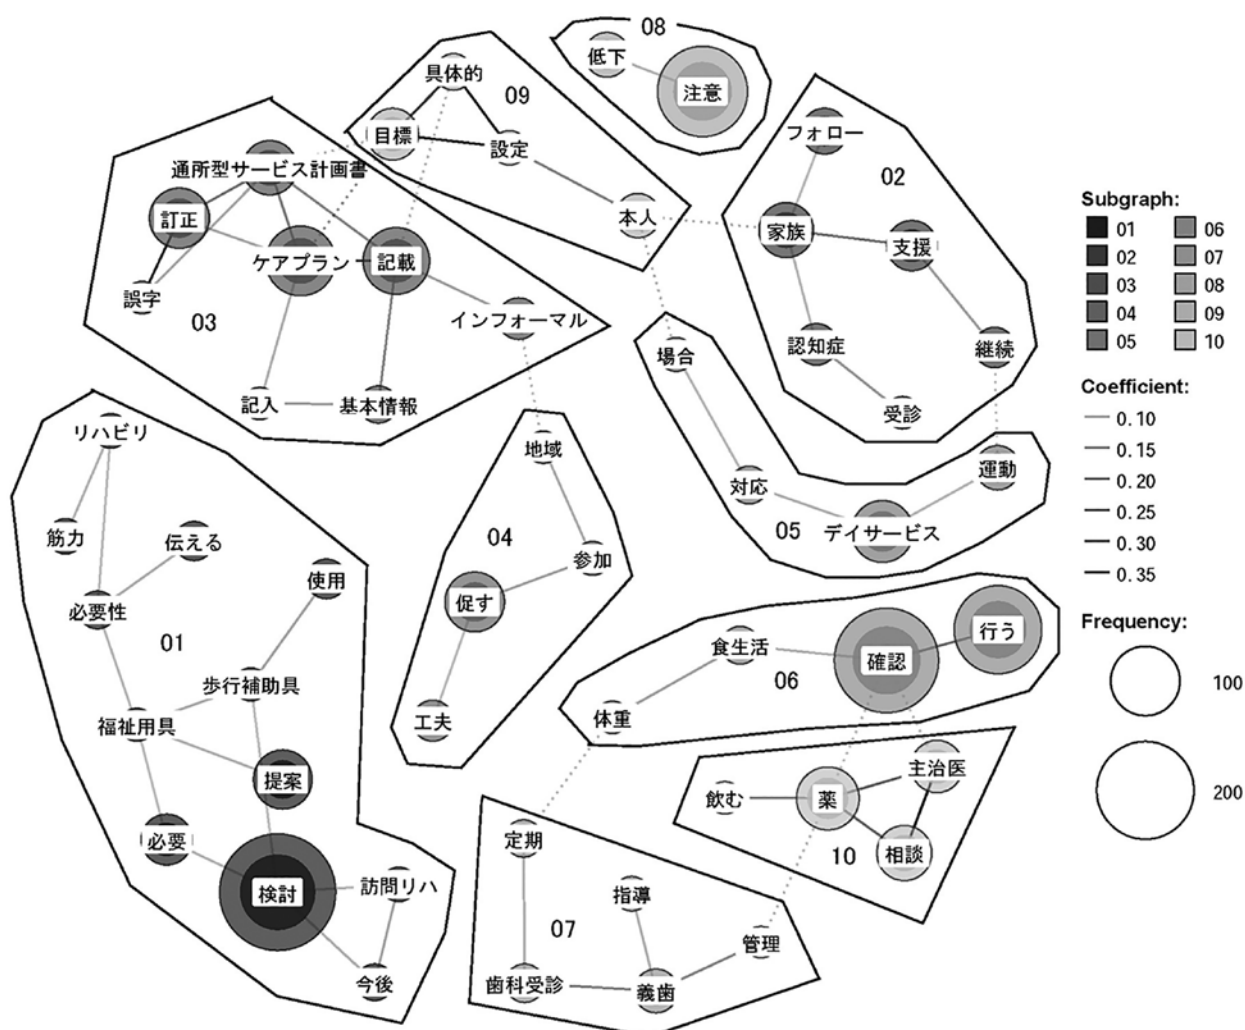 08
低下
注意
具体的
09
目標
設定
本人
通所型サービス計画書
訂正
ケアプラン
記載
誤字
03
インフォーマル
記入
基本情報
フォロー
02
家族
支援
認知症
継続
受診
場合
対応
運動
05
デイサービス
リハビリ
筋力
伝える
使用
必要性
01
歩行補助具
福祉用具
提案
必要
検討
訪問リハ
今後
地域
04
参加
促す
工夫
食生活
確認
行う
06
体重
主治医
飲む
薬
10
相談
定期
指導
07
管理
歯科受診
義歯
Subgraph:
01
02
03
04
05
06
07
08
09
10
Coefficient:
0.10
0.15
0.20
0.25
0.30
0.35
Frequency:
100
200